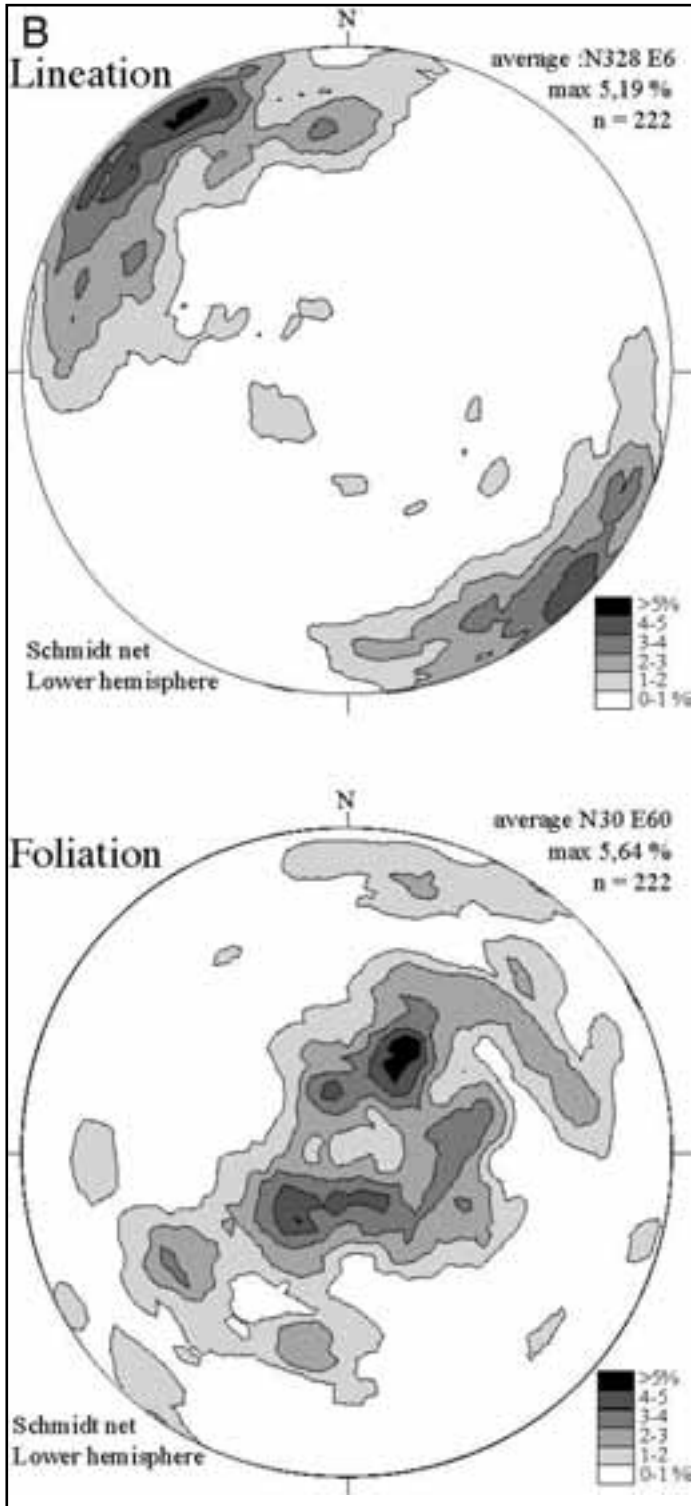 B
N
Lineation
average :N328 E6
max 5,19 %
n = 222
Schmidt net
Lower hemisphere
>5%
4-5
3-4
2-3
1-2
0-1 %
N
Foliation
average N30 E60
max 5,64 %
n = 222
Schmidt net
Lower hemisphere
>5%
4-5
3-4
2-3
1-2
0-1 %